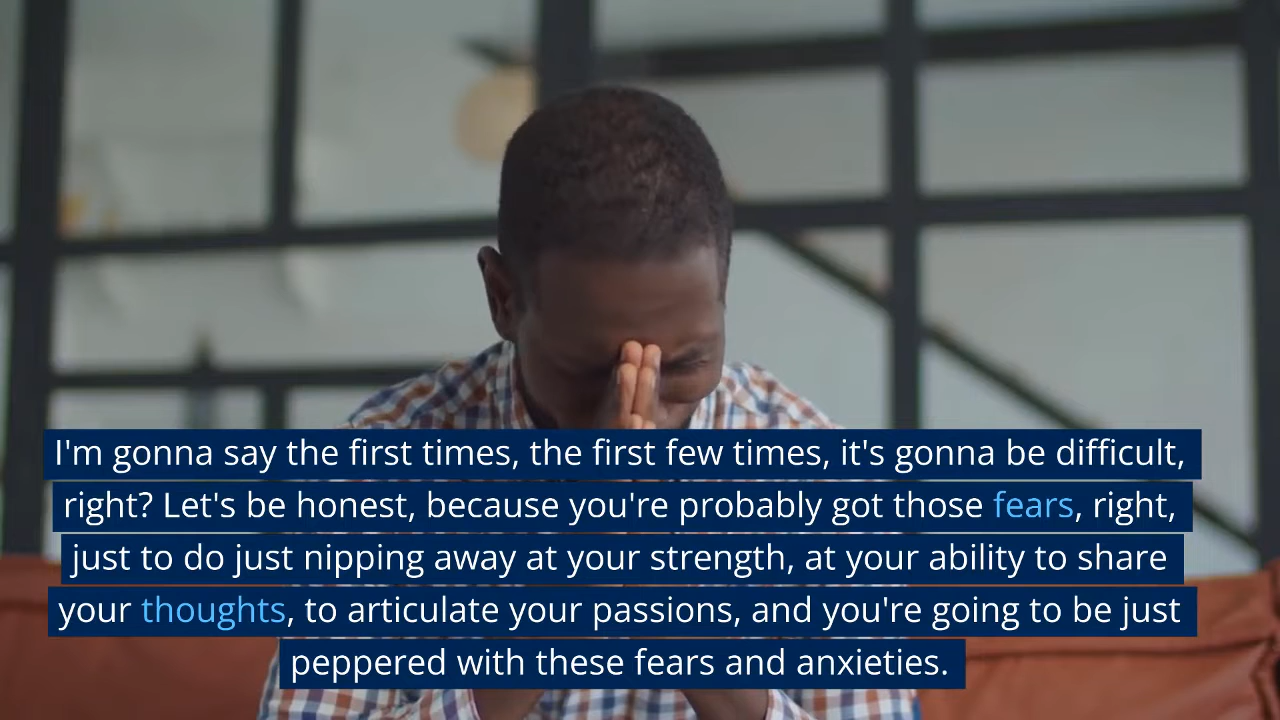 I'm gonna say the first times, the first few times, it's gonna be difficult,
right? Let's be honest, because you're probably got those fears, right,
just to do just nipping away at your strength, at your ability to share
your thoughts, to articulate your passions, and you're going to be just
peppered with these fears and anxieties.